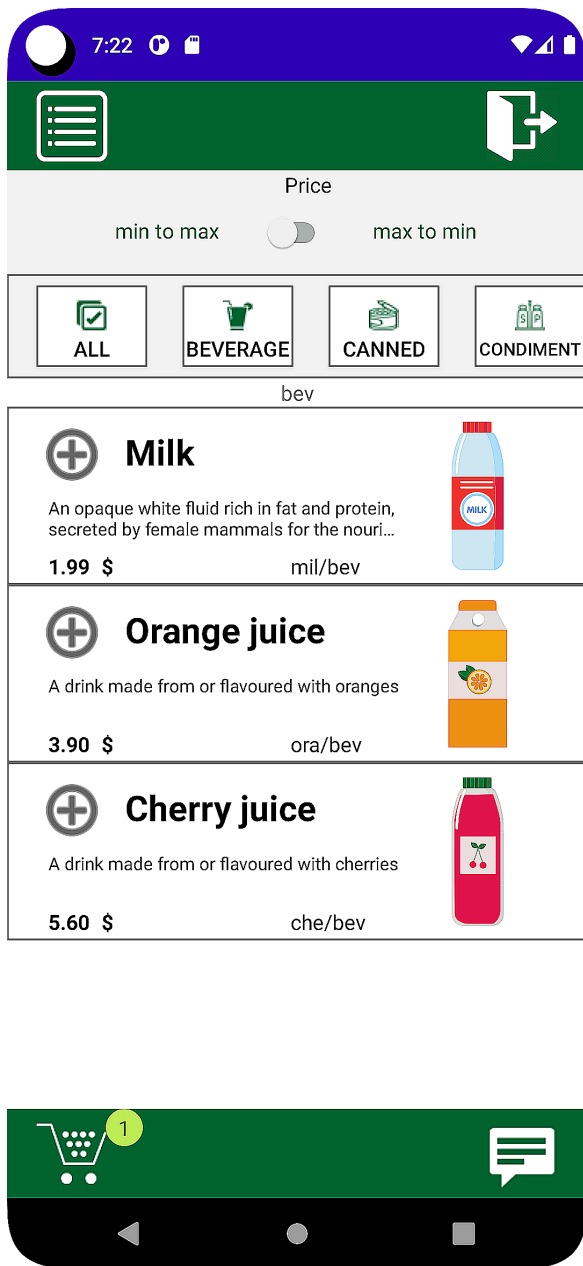 7:22
Price
min to max
max to min
ALL
BEVERAGE
CANNED
S P
CONDIMENT
bev
Milk
An opaque white fluid rich in fat and protein,
secreted by female mammals for the nouri...
1.99 $
mil/bev
MILK
Orange juice
A drink made from or flavoured with oranges
3.90 $
ora/bev
Cherry juice
A drink made from or flavoured with cherries
5.60 $
che/bev
1